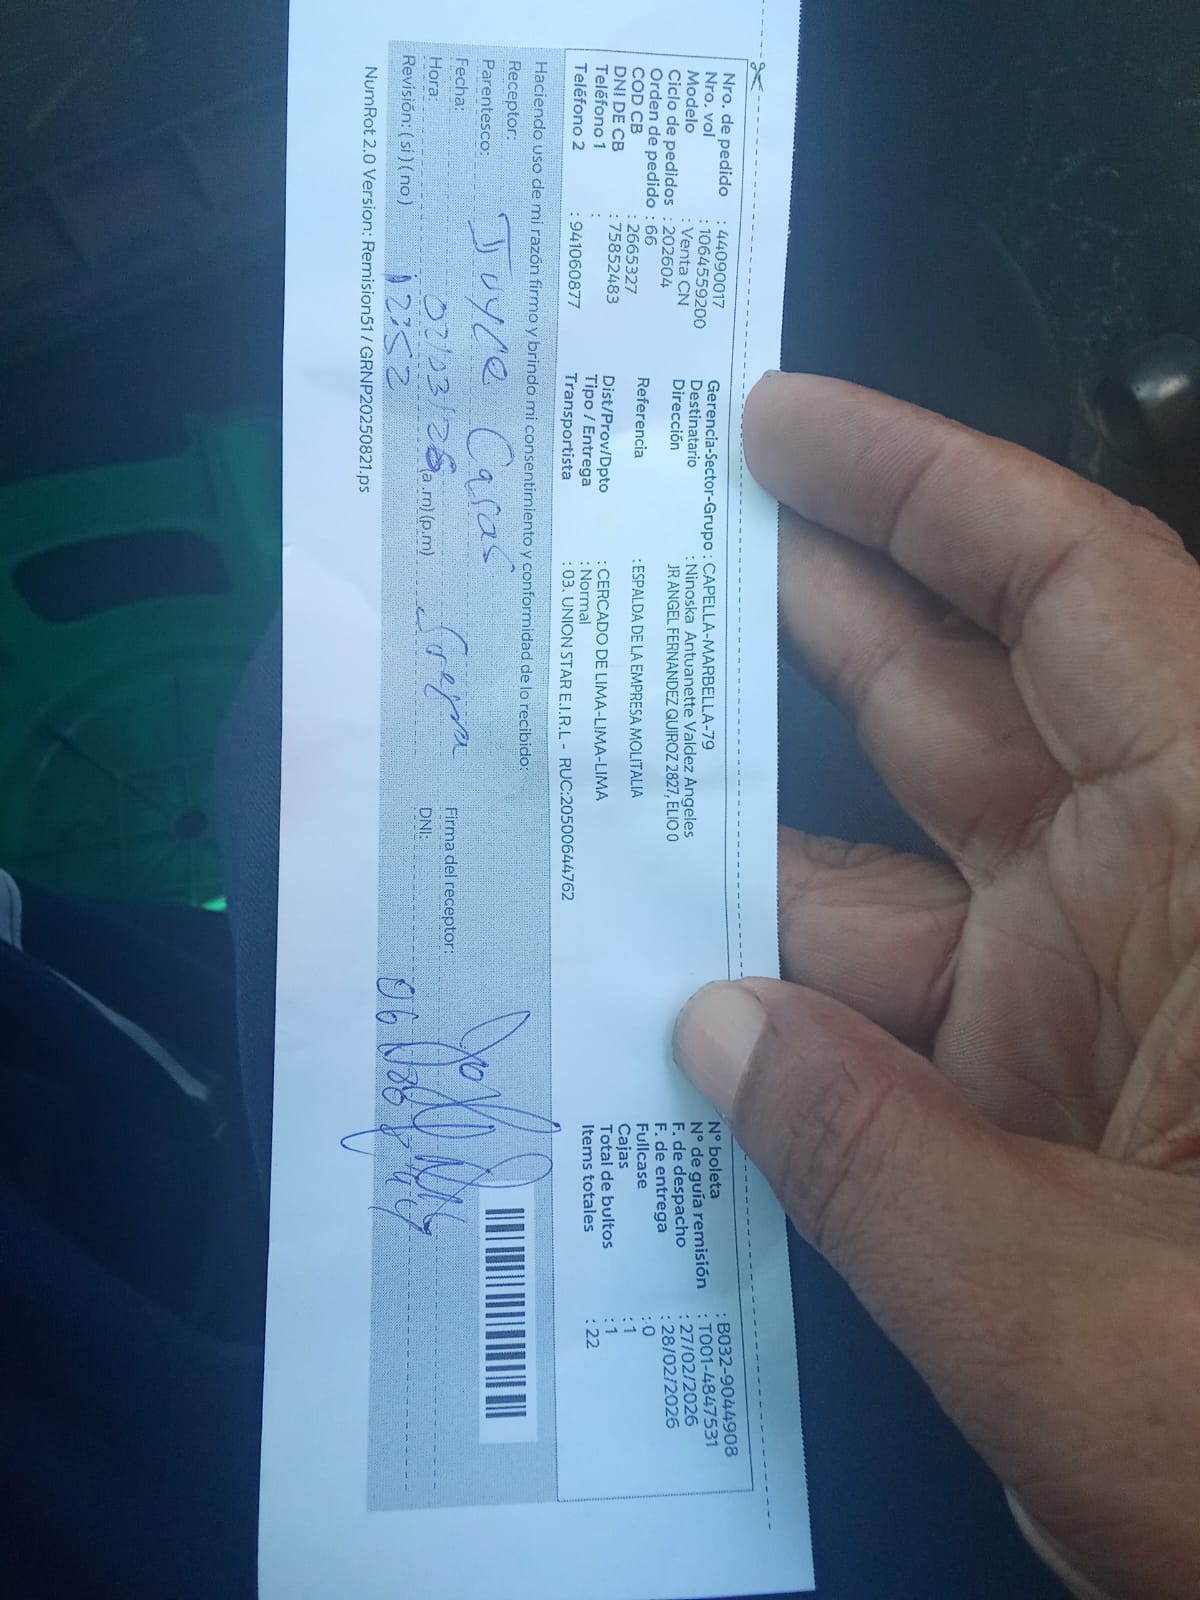 Nro. de pedido : 44090017
Nro. vol : 1064559200
Modelo : Venta CN
Ciclo de pedidos : 202604
Orden de pedido : 66
COD CB : 2665327
DNI DE CB : 75852483
Teléfono 1 :
Teléfono 2 : 941060877
Gerencia-Sector-Grupo : CAPELLA-MARBELLA-79
Destinatario : Ninoska Antuanette Valdez Angeles
Dirección JR ANGEL FERNANDEZ QUIROZ 2827, ELIO 0
Referencia : ESPALDA DE LA EMPRESA MOLITALIA
Dist/Prov/Dpto : CERCADO DE LIMA-LIMA-LIMA
Tipo / Entrega : Normal
Transportista : 03. UNION STAR E.I.R.L - RUC:20500644762
N° boleta : B032-9044908
N° de guía remisión : T001-4847531
F. de despacho : 27/02/2026
F. de entrega : 28/02/2026
Fullcase : 0
Cajas : 1
Total de bultos : 1
Items totales : 22
Haciendo uso de mi razón firmo y brindo mi consentimiento y conformidad de lo recibido:
Receptor:
Parentesco:
Fecha:
Hora: (a.m)(p.m)
Revisión: (si) (no) 12:52
Firma del receptor:
DNI:
NumRot 2.0 Version: Remision51 / GRNP20250821.ps